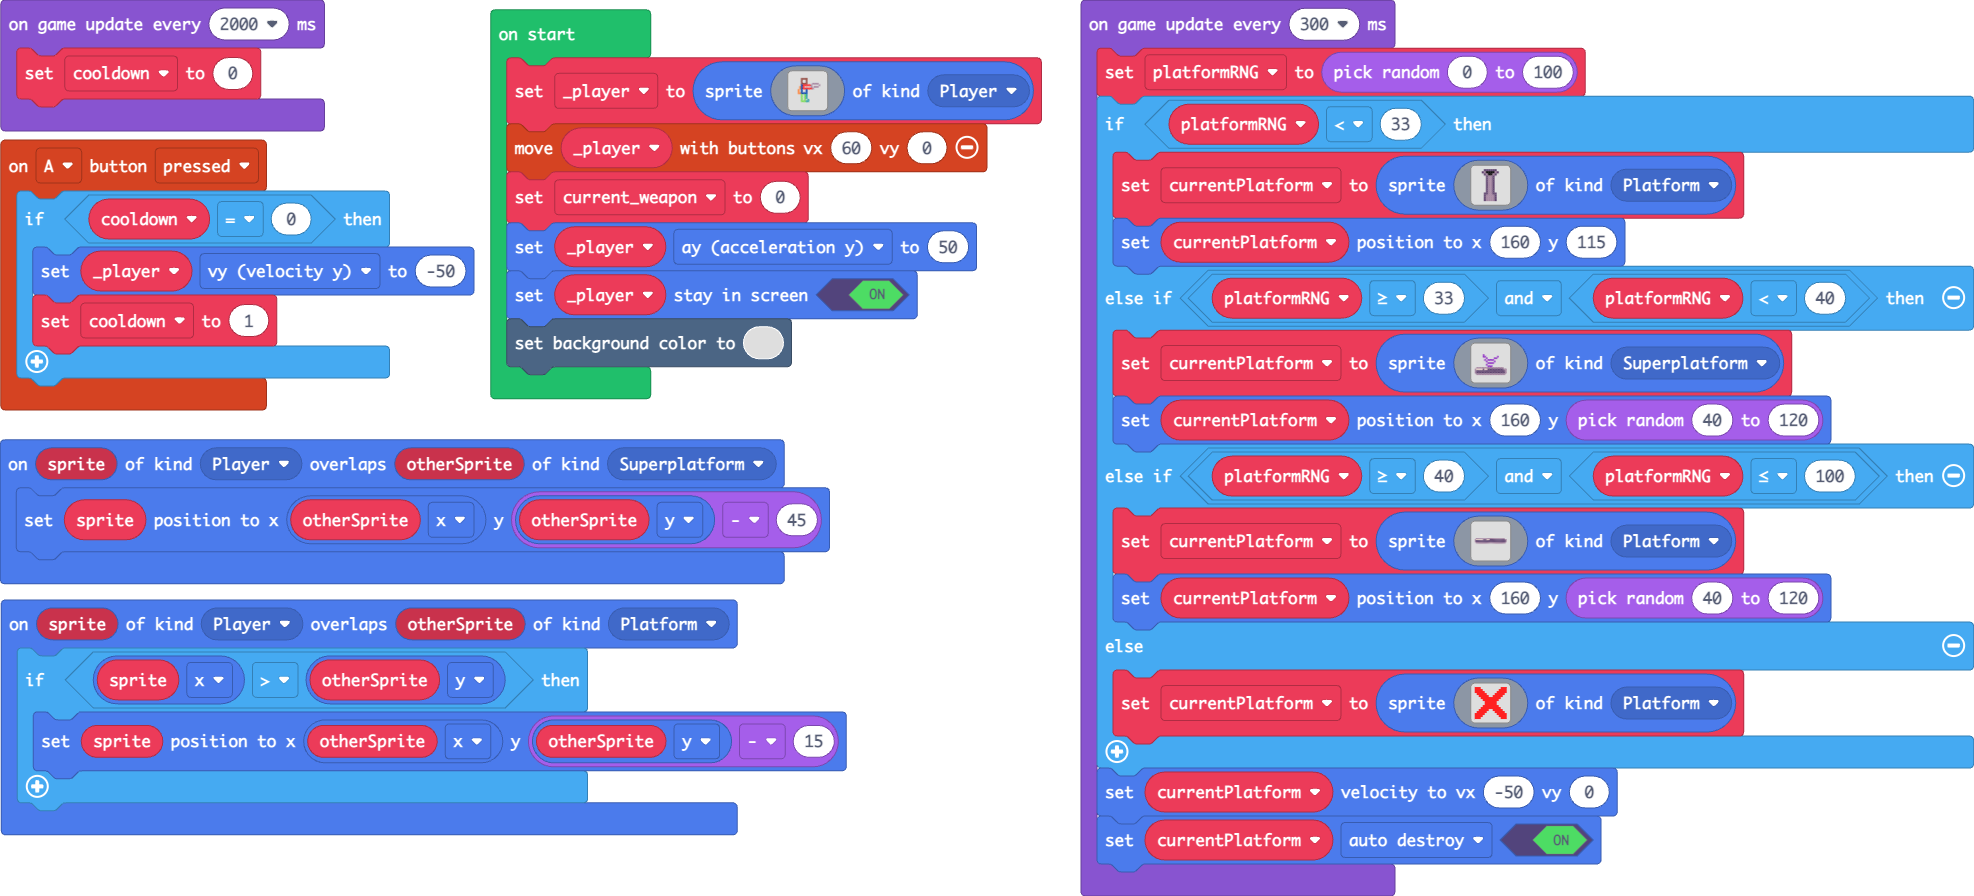 on game update every 2000 ms
set cooldown to 0
on A button pressed
if cooldown = 0 then
set _player vy (velocity y) to -50
set cooldown to 1
on start
set _player to sprite of kind Player
move _player with buttons vx 60 vy 0
set current_weapon to 0
set _player ay (acceleration y) to 50
set _player stay in screen ON
set background color to
on sprite of kind Player overlaps otherSprite of kind Superplatform
set sprite position to x otherSprite x y otherSprite y - 45
on sprite of kind Player overlaps otherSprite of kind Platform
if sprite x > otherSprite y then
set sprite position to x otherSprite x y otherSprite y - 15
on game update every 300 ms
set platformRNG to pick random 0 to 100
if platformRNG < 33 then
set currentPlatform to sprite of kind Platform
set currentPlatform position to x 160 y 115
else if platformRNG ≥ 33 and platformRNG < 40 then
set currentPlatform to sprite of kind Superplatform
set currentPlatform position to x 160 y pick random 40 to 120
else if platformRNG ≥ 40 and platformRNG ≤ 100 then
set currentPlatform to sprite of kind Platform
set currentPlatform position to x 160 y pick random 40 to 120
else
set currentPlatform to sprite of kind Platform
set currentPlatform velocity to vx -50 vy 0
set currentPlatform auto destroy ON